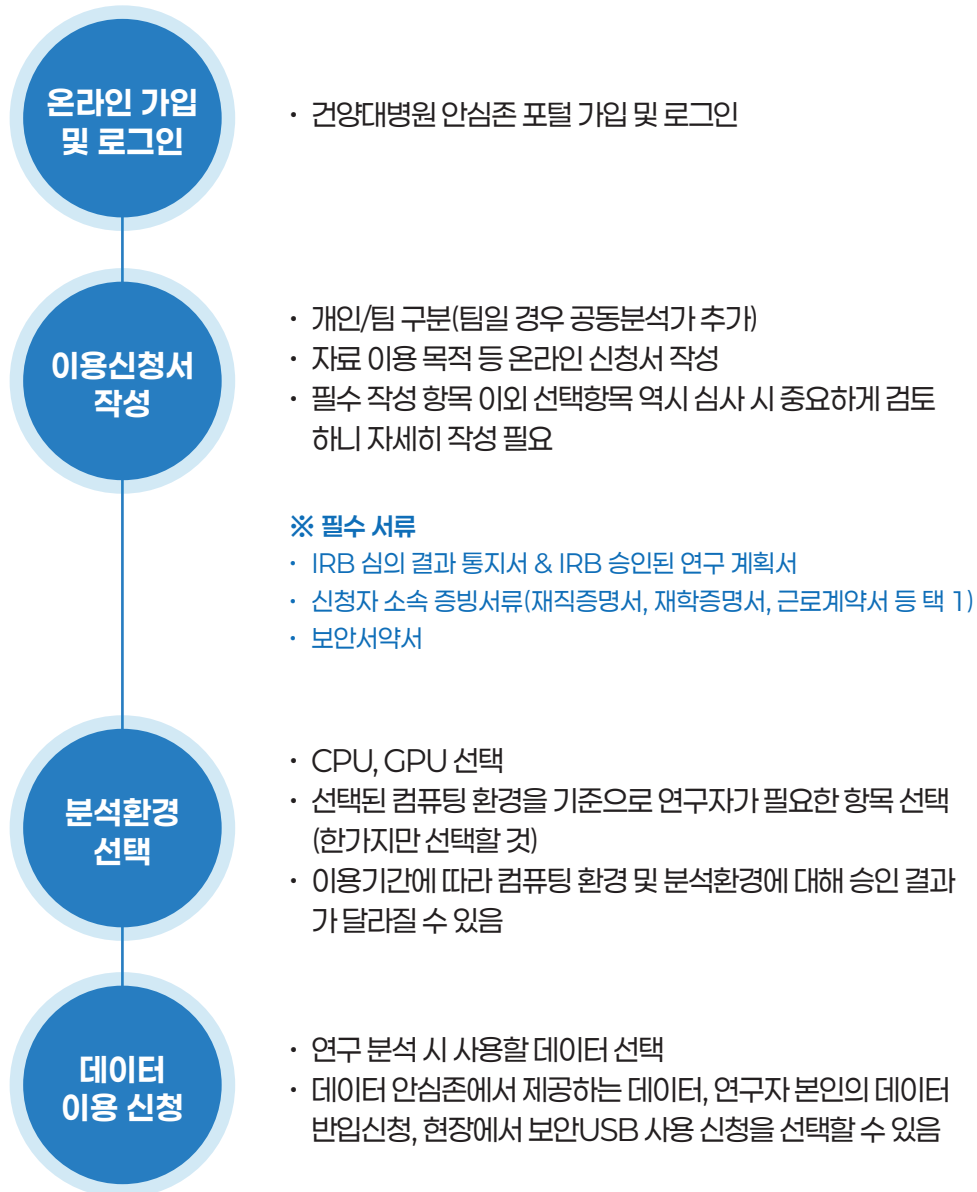 온라인 가입
및 로그인
· 건양대병원 안심존 포털 가입 및 로그인
이용신청서
작성
· 개인/팀 구분(팀일 경우 공동분석가 추가)
· 자료 이용 목적 등 온라인 신청서 작성
· 필수 작성 항목 이외 선택항목 역시 심사 시 중요하게 검토
하니 자세히 작성 필요
※ 필수 서류
· IRB 심의 결과 통지서 & IRB 승인된 연구 계획서
· 신청자 소속 증빙서류(재직증명서, 재학증명서, 근로계약서 등 택 1)
· 보안서약서
분석환경
선택
· CPU, GPU 선택
· 선택된 컴퓨팅 환경을 기준으로 연구자가 필요한 항목 선택
(한가지만 선택할 것)
· 이용기간에 따라 컴퓨팅 환경 및 분석환경에 대해 승인 결과
가 달라질 수 있음
데이터
이용 신청
· 연구 분석 시 사용할 데이터 선택
· 데이터 안심존에서 제공하는 데이터, 연구자 본인의 데이터
반입신청, 현장에서 보안USB 사용 신청을 선택할 수 있음